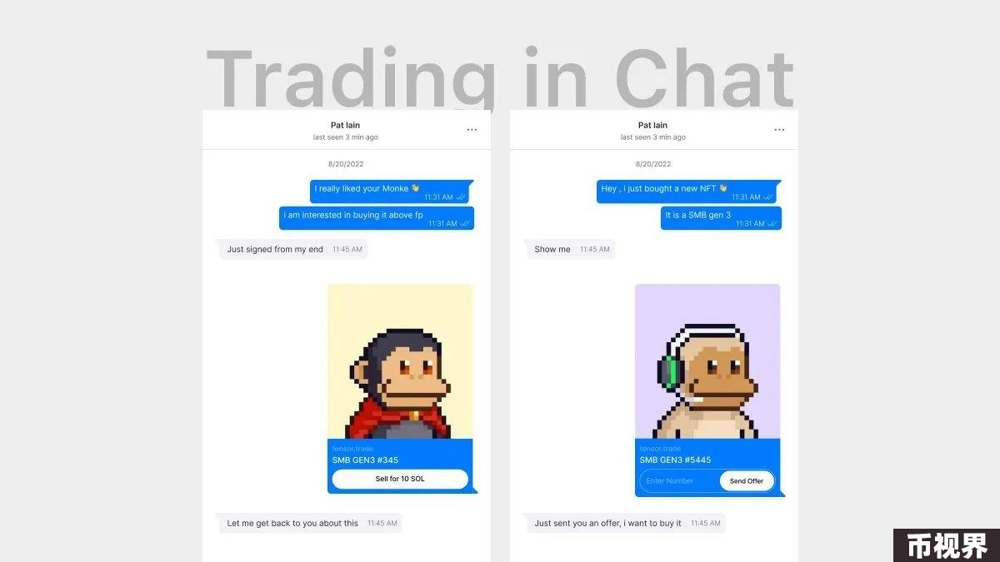 Trading in Chat
Pat lain
last seen 3 min ago
8/20/2022
I really liked your Monke 👋
11:31 AM
i am interested in buying it above fp
11:31 AM
Just signed from my end 11:45 AM
tensor.trade
SMB GEN3 #345
Sell for 10 SOL
Let me get back to you about this 11:45 AM
Pat lain
last seen 3 min ago
8/20/2022
Hey , i just bought a new NFT 👋
11:31 AM
It is a SMB gen 3
11:31 AM
Show me 11:45 AM
tensor.trade
SMB GEN3 #5445
Enter Number Send Offer
Just sent you an offer, i want to buy it 11:45 AM
币视界